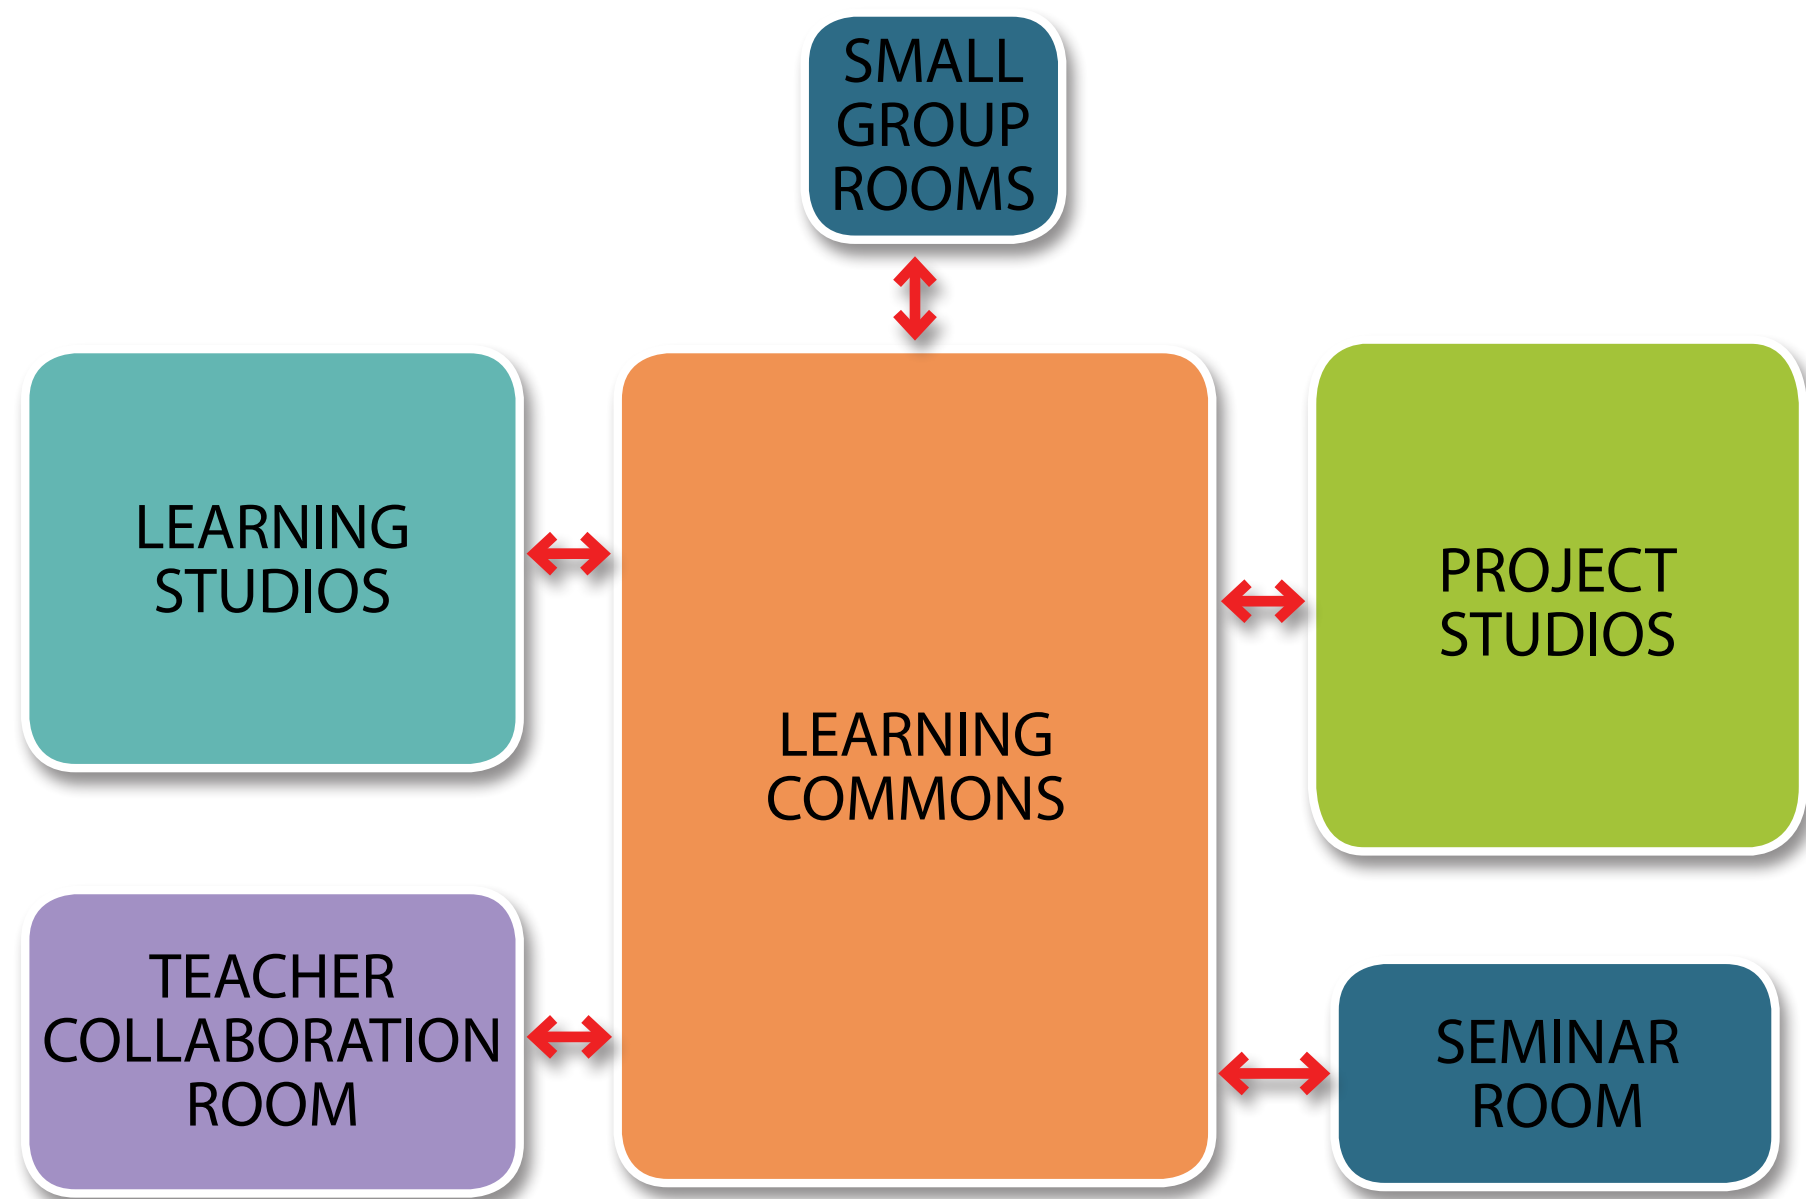 SMALL
GROUP
ROOMS
LEARNING
STUDIOS
LEARNING
COMMONS
PROJECT
STUDIOS
TEACHER
COLLABORATION
ROOM
SEMINAR
ROOM